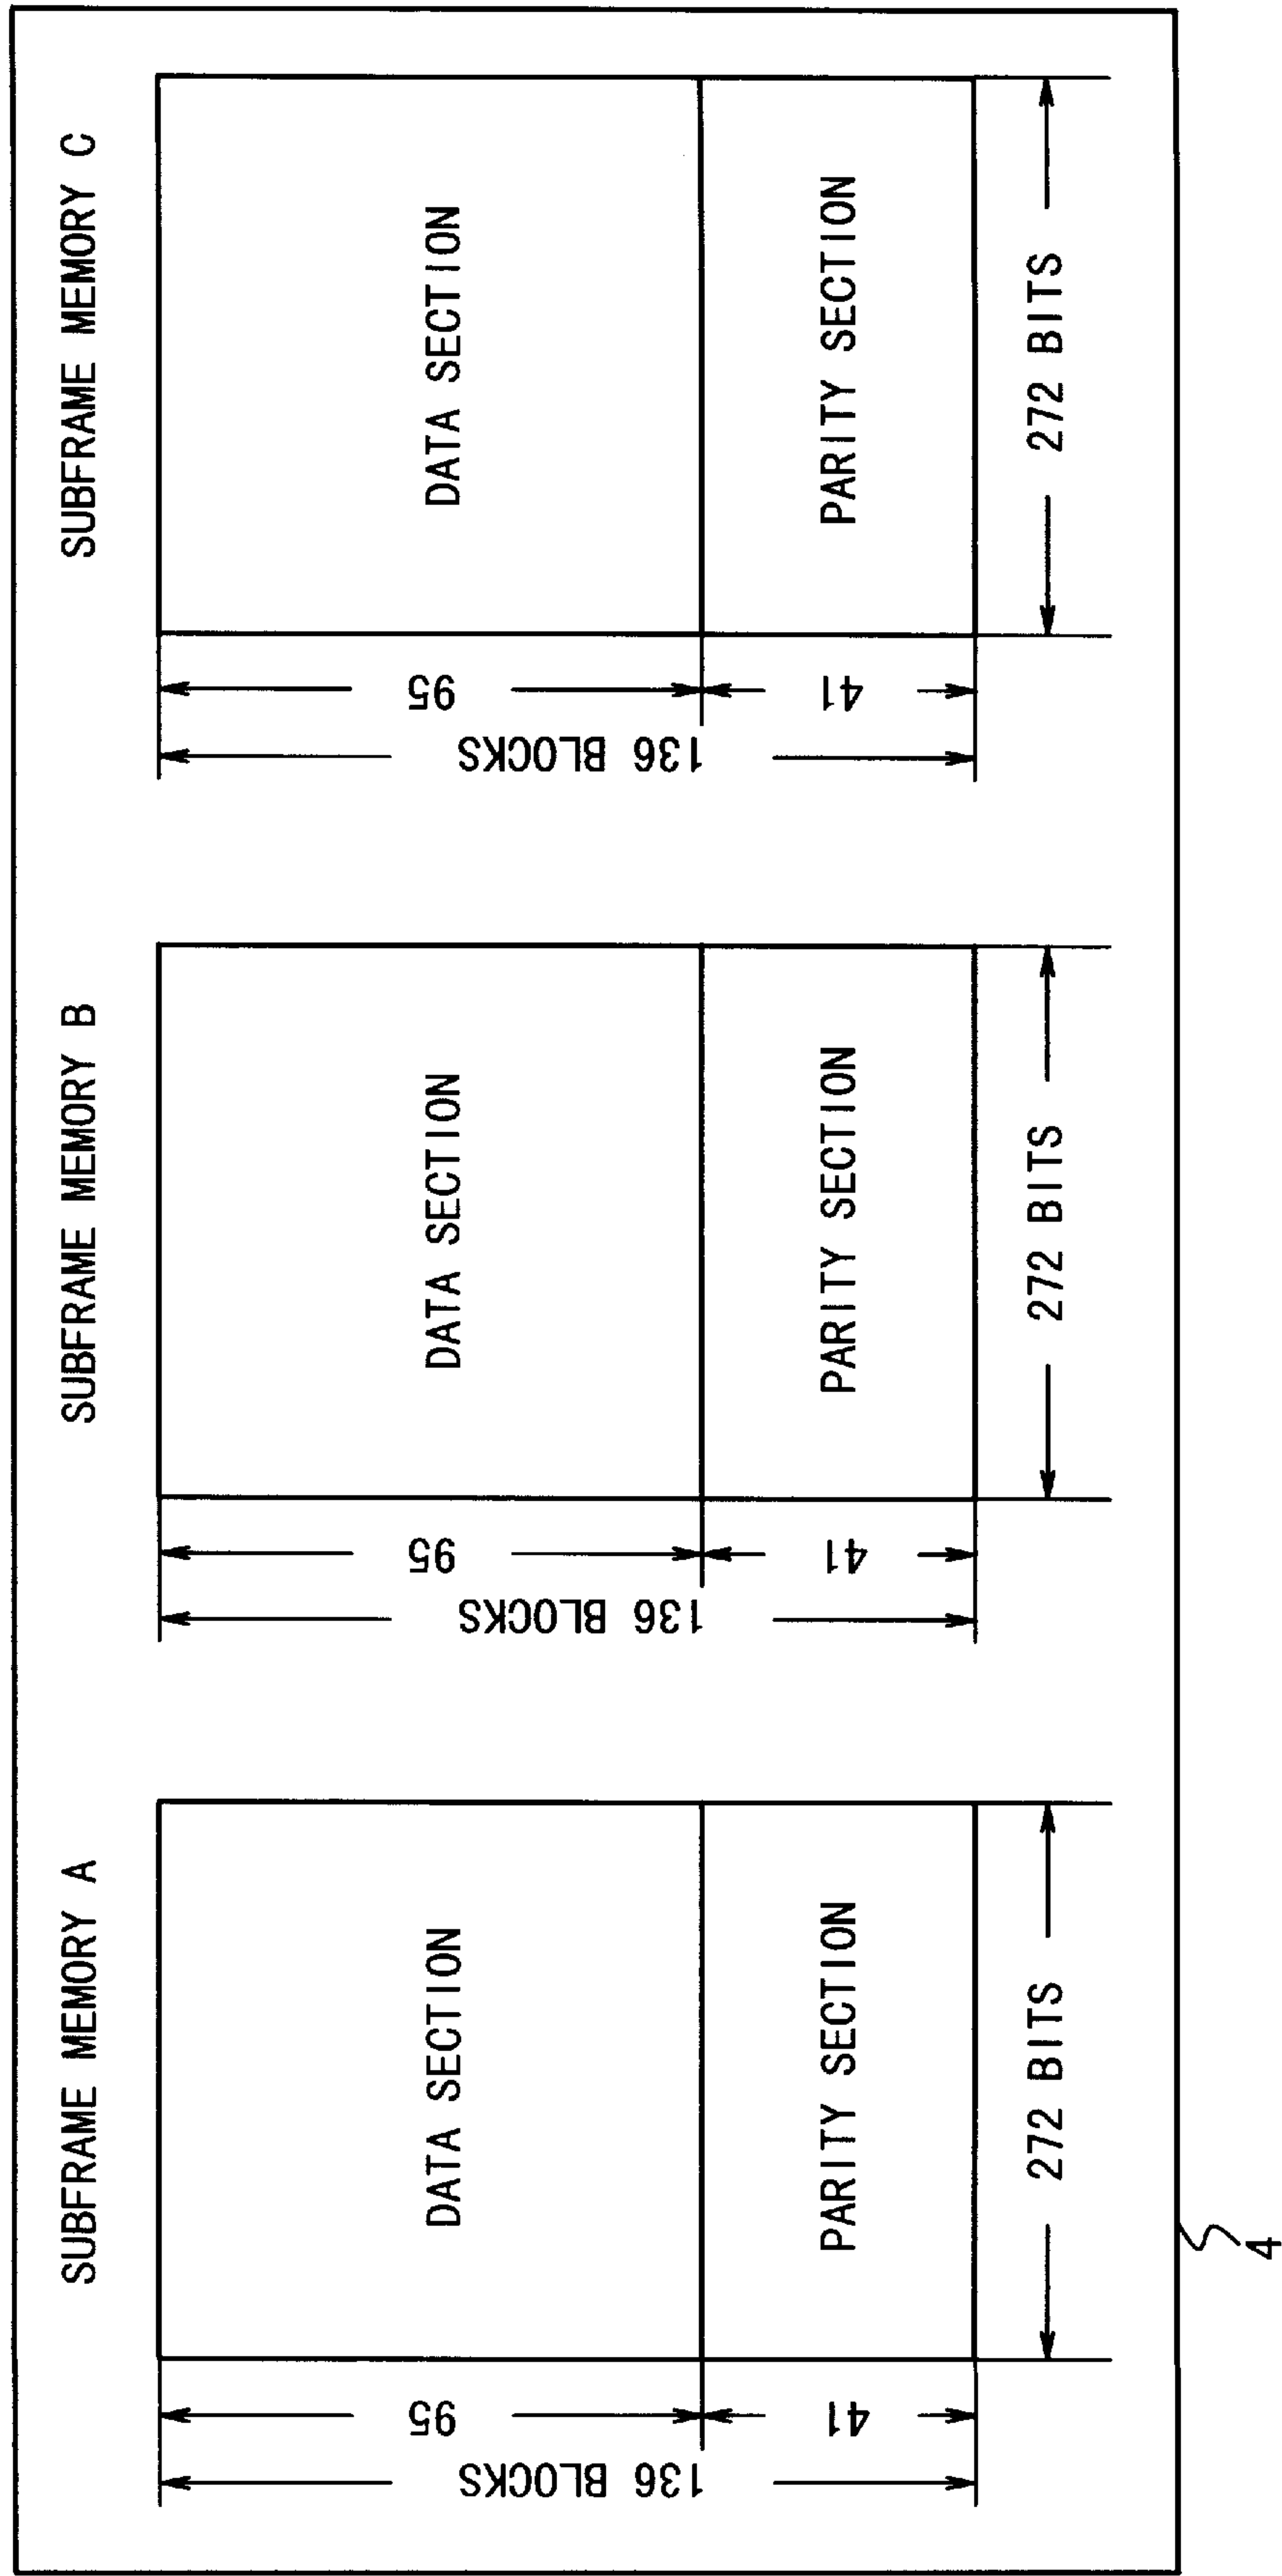 SUBFRAME MEMORY A
136 BLOCKS
95
41
DATA SECTION
PARITY SECTION
272 BITS
SUBFRAME MEMORY B
136 BLOCKS
95
41
DATA SECTION
PARITY SECTION
272 BITS
SUBFRAME MEMORY C
136 BLOCKS
95
41
DATA SECTION
PARITY SECTION
272 BITS
4